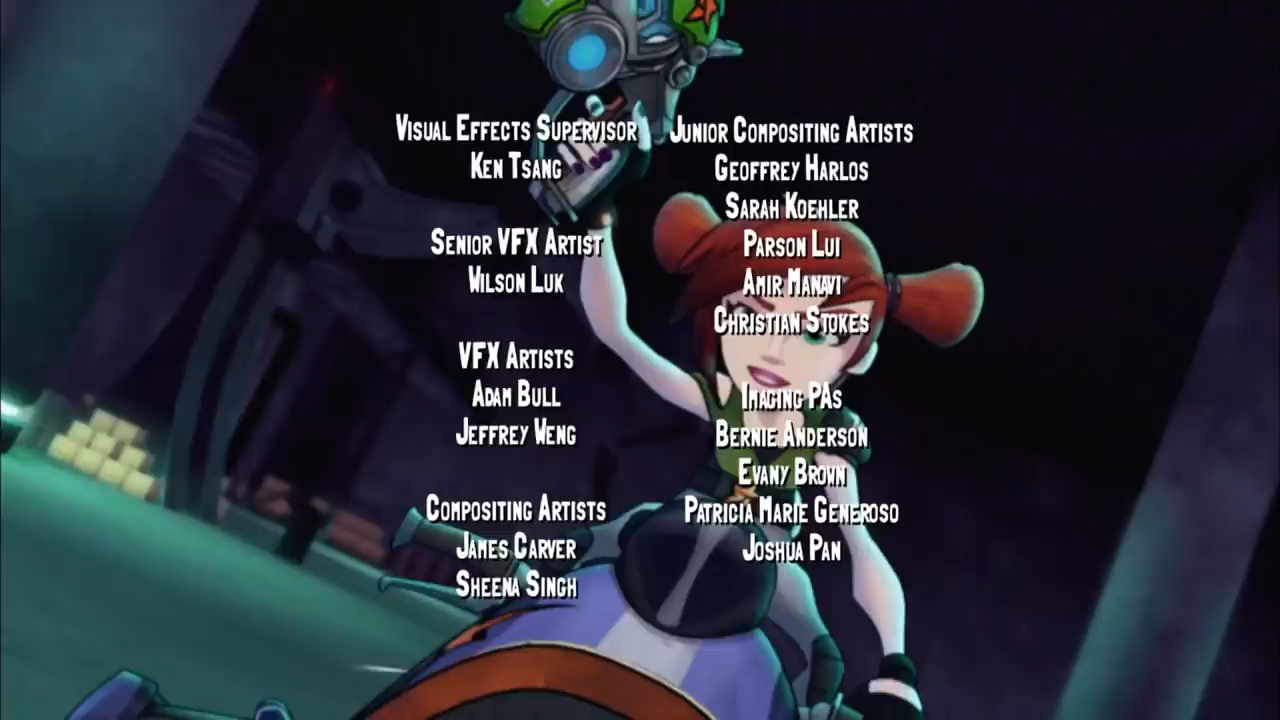 Visual Effects Supervisor
Ken Tsang
Senior VFX Artist
Wilson Luk
VFX Artists
Adam Bull
Jeffrey Weng
Compositing Artists
James Carver
Sheena Singh
Junior Compositing Artists
Geoffrey Harlos
Sarah Koehler
Parson Lui
Amir Manavi
Christian Stokes
Imaging PAs
Bernie Anderson
Evany Brown
Patricia Marie Generoso
Joshua Pan